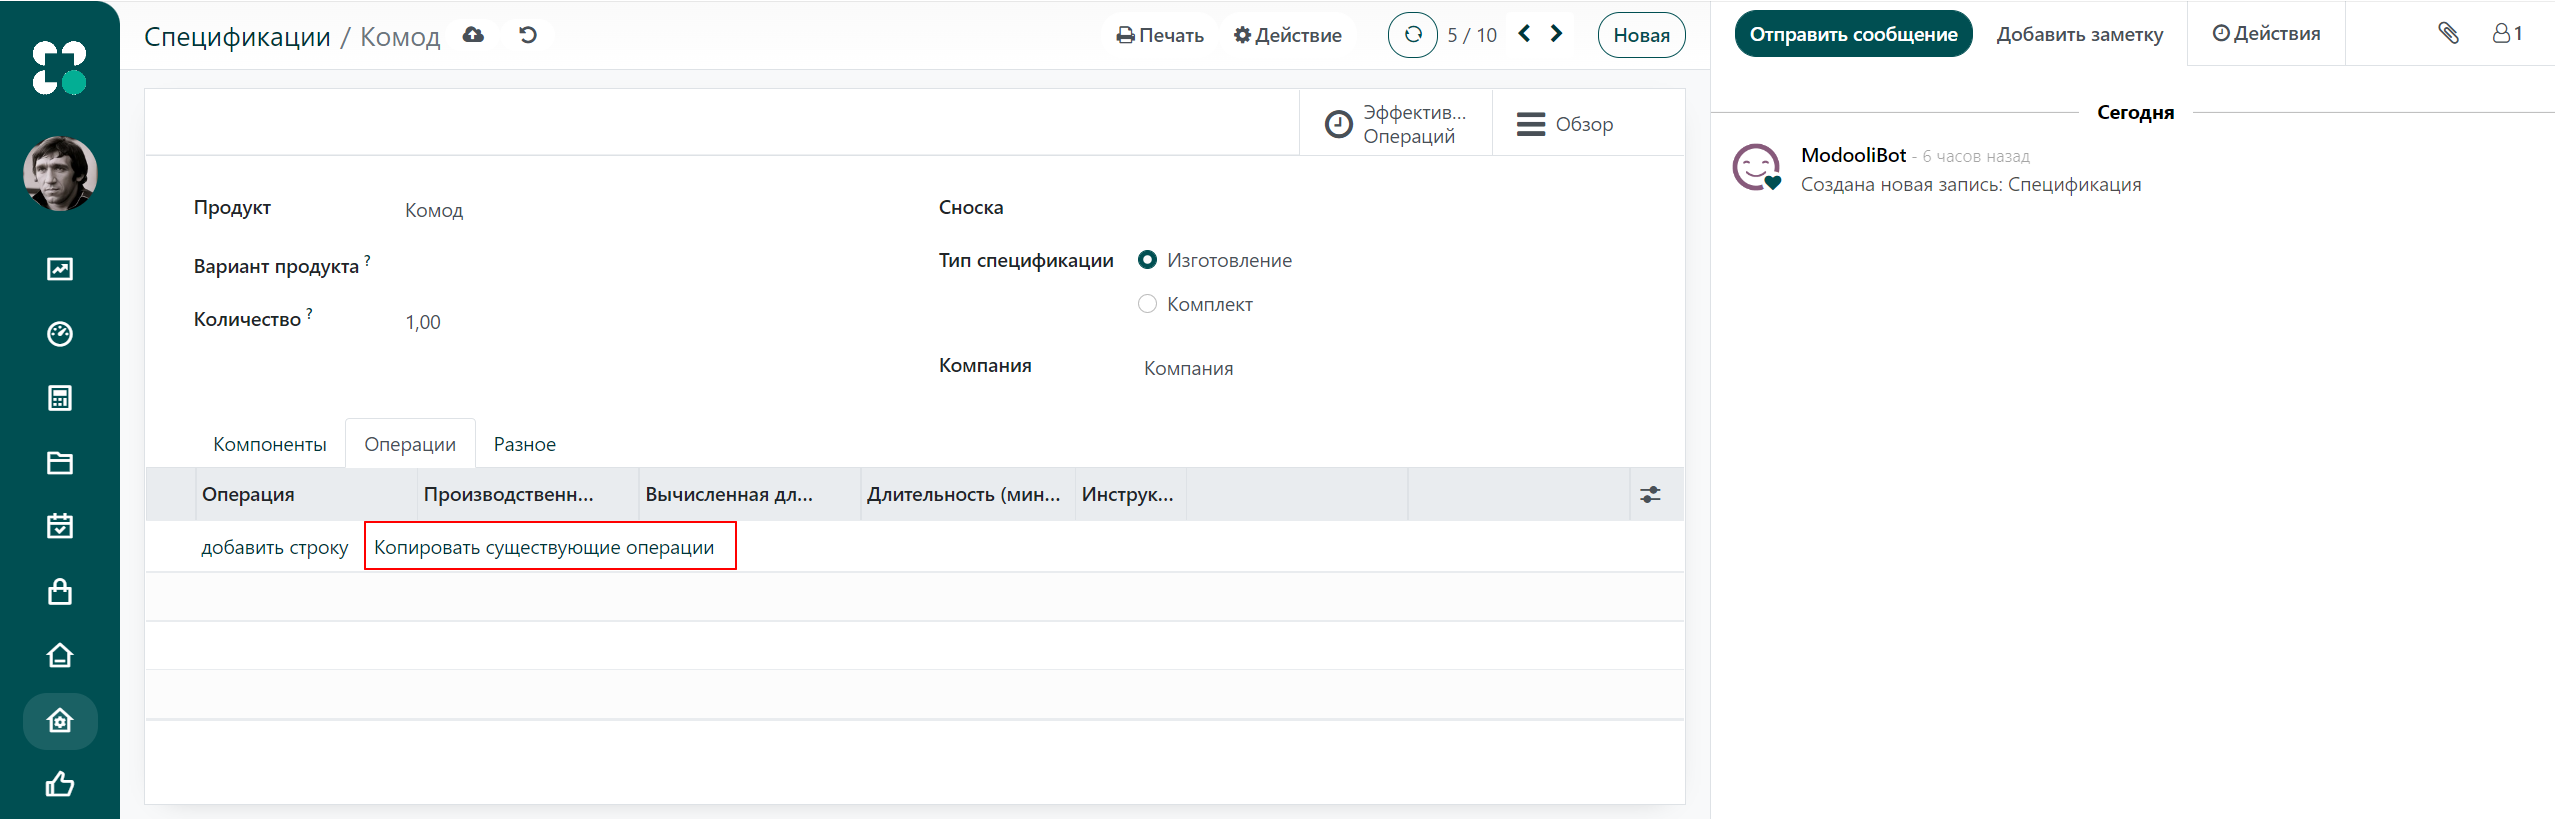 Спецификации / Комод
Печать Действие 5 / 10 Новая
Эффектив...
Операций
Обзор
Продукт Комод
Вариант продукта ?
Количество ? 1,00
Сноска
Тип спецификации Изготовление
Комплект
Компания Компания
Компоненты Операции Разное
Операция Производственн... Вычисленная дл... Длительность (мин... Инструк...
добавить строку Копировать существующие операции
Отправить сообщение Добавить заметку Действия 1
Сегодня
ModooliBot - 6 часов назад
Создана новая запись: Спецификация